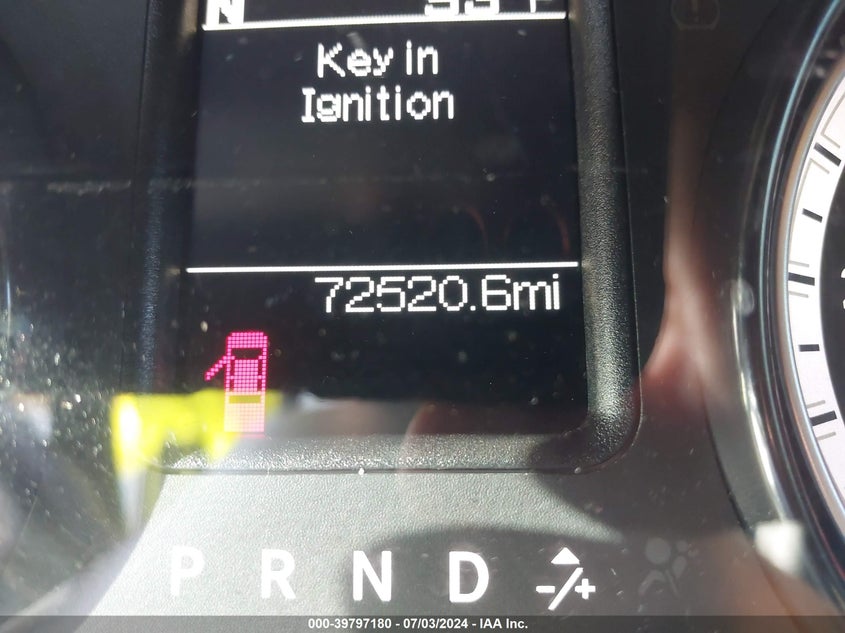 N
Key in
Ignition
72520.6mi
P R N D -/+
000-39797180 - 07/03/2024 - IAA Inc.